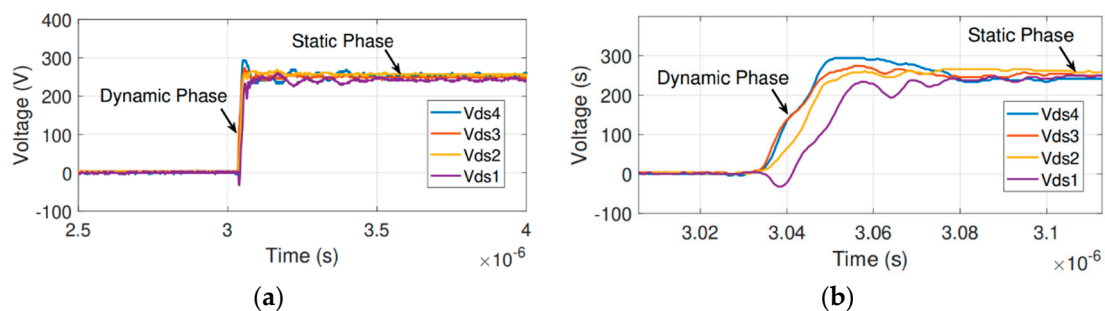 400
300
200
100
0
-100
Voltage (V)
Static Phase
Dynamic Phase
Vds4
Vds3
Vds2
Vds1
2.5
3
3.5
4
Time (s)
×10⁻⁶
(a)
300
200
100
0
-100
Voltage (s)
Static Phase
Dynamic Phase
Vds4
Vds3
Vds2
Vds1
3.02
3.04
3.06
3.08
3.1
Time (s)
×10⁻⁶
(b)